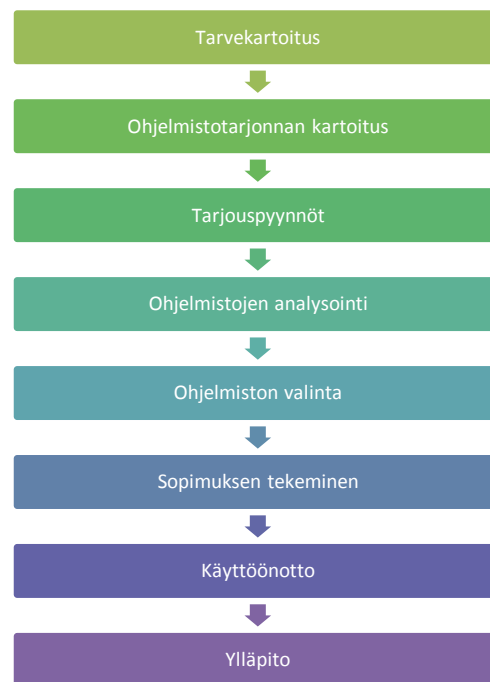 Tarvekartoitus
Ohjelmistotarjonnan kartoitus
Tarjouspyynnöt
Ohjelmistojen analysointi
Ohjelmiston valinta
Sopimuksen tekeminen
Käyttöönotto
Ylläpito